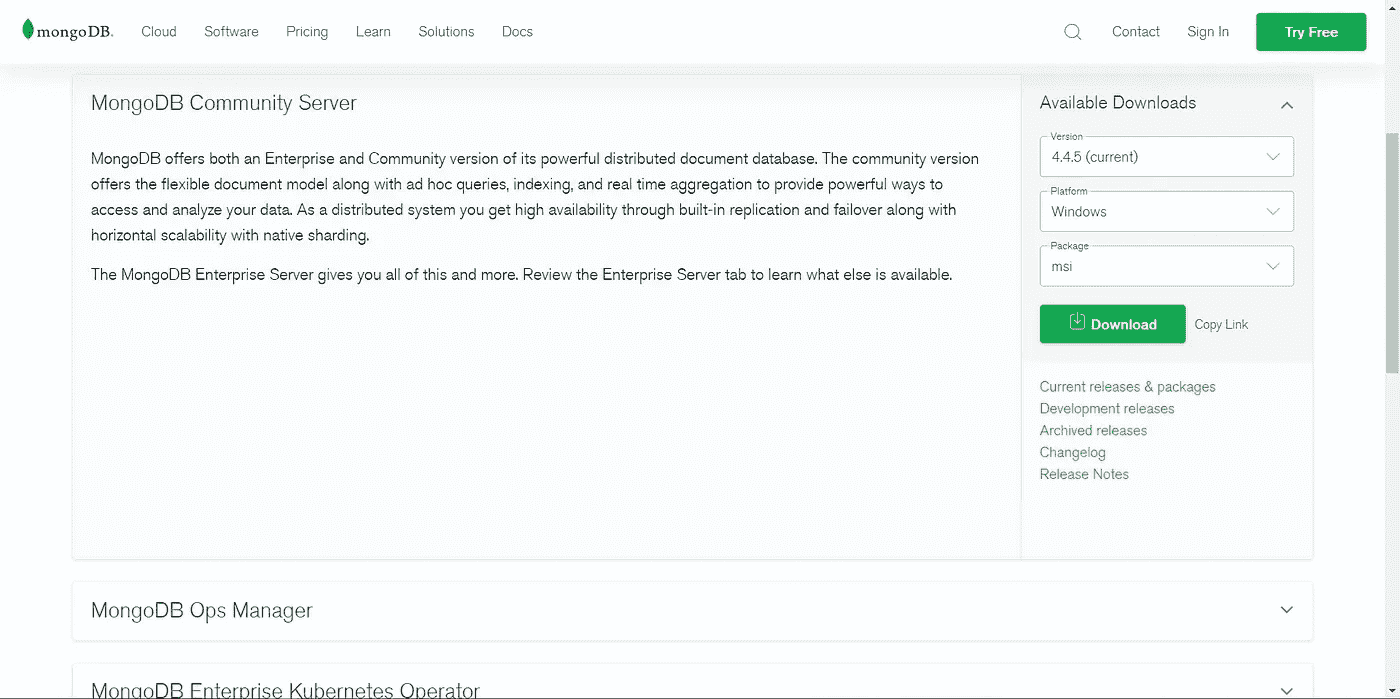 mongoDB.
Cloud
Software
Pricing
Learn
Solutions
Docs
Contact
Sign In
Try Free
MongoDB Community Server
MongoDB offers both an Enterprise and Community version of its powerful distributed document database. The community version
offers the flexible document model along with ad hoc queries, indexing, and real time aggregation to provide powerful ways to
access and analyze your data. As a distributed system you get high availability through built-in replication and failover along with
horizontal scalability with native sharding.
The MongoDB Enterprise Server gives you all of this and more. Review the Enterprise Server tab to learn what else is available.
Available Downloads
Version
4.4.5 (current)
Platform
Windows
Package
msi
Download
Copy Link
Current releases & packages
Development releases
Archived releases
Changelog
Release Notes
MongoDB Ops Manager
MongoDB Enterprise Kubernetes Operator